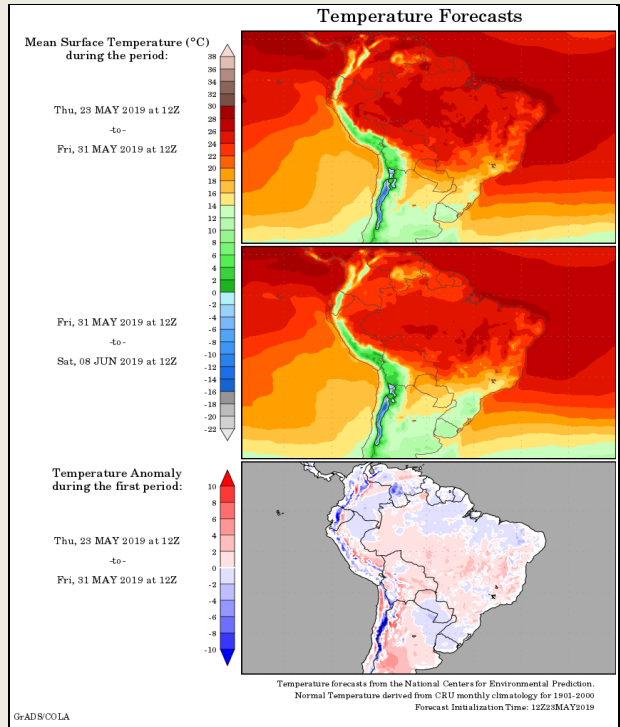 Temperature Forecasts
Mean Surface Temperature (°C)
during the period:
Thu, 23 MAY 2019 at 12Z
-to-
Fri, 31 MAY 2019 at 12Z
38
36
34
32
30
28
26
24
22
20
18
16
14
12
10
8
6
4
2
0
-2
-4
-6
-8
-10
-12
-14
-16
-18
-20
-22
Fri, 31 MAY 2019 at 12Z
-to-
Sat, 08 JUN 2019 at 12Z
Temperature Anomaly
during the first period:
Thu, 23 MAY 2019 at 12Z
-to-
Fri, 31 MAY 2019 at 12Z
10
8
6
4
2
0
-2
-4
-6
-8
-10
Temperature forecasts from the National Centers for Environmental Prediction.
Normal Temperature derived from CRU monthly climatology for 1901-2000
Forecast Initialization Time: 12Z23MAY2019
GrADS/COLA